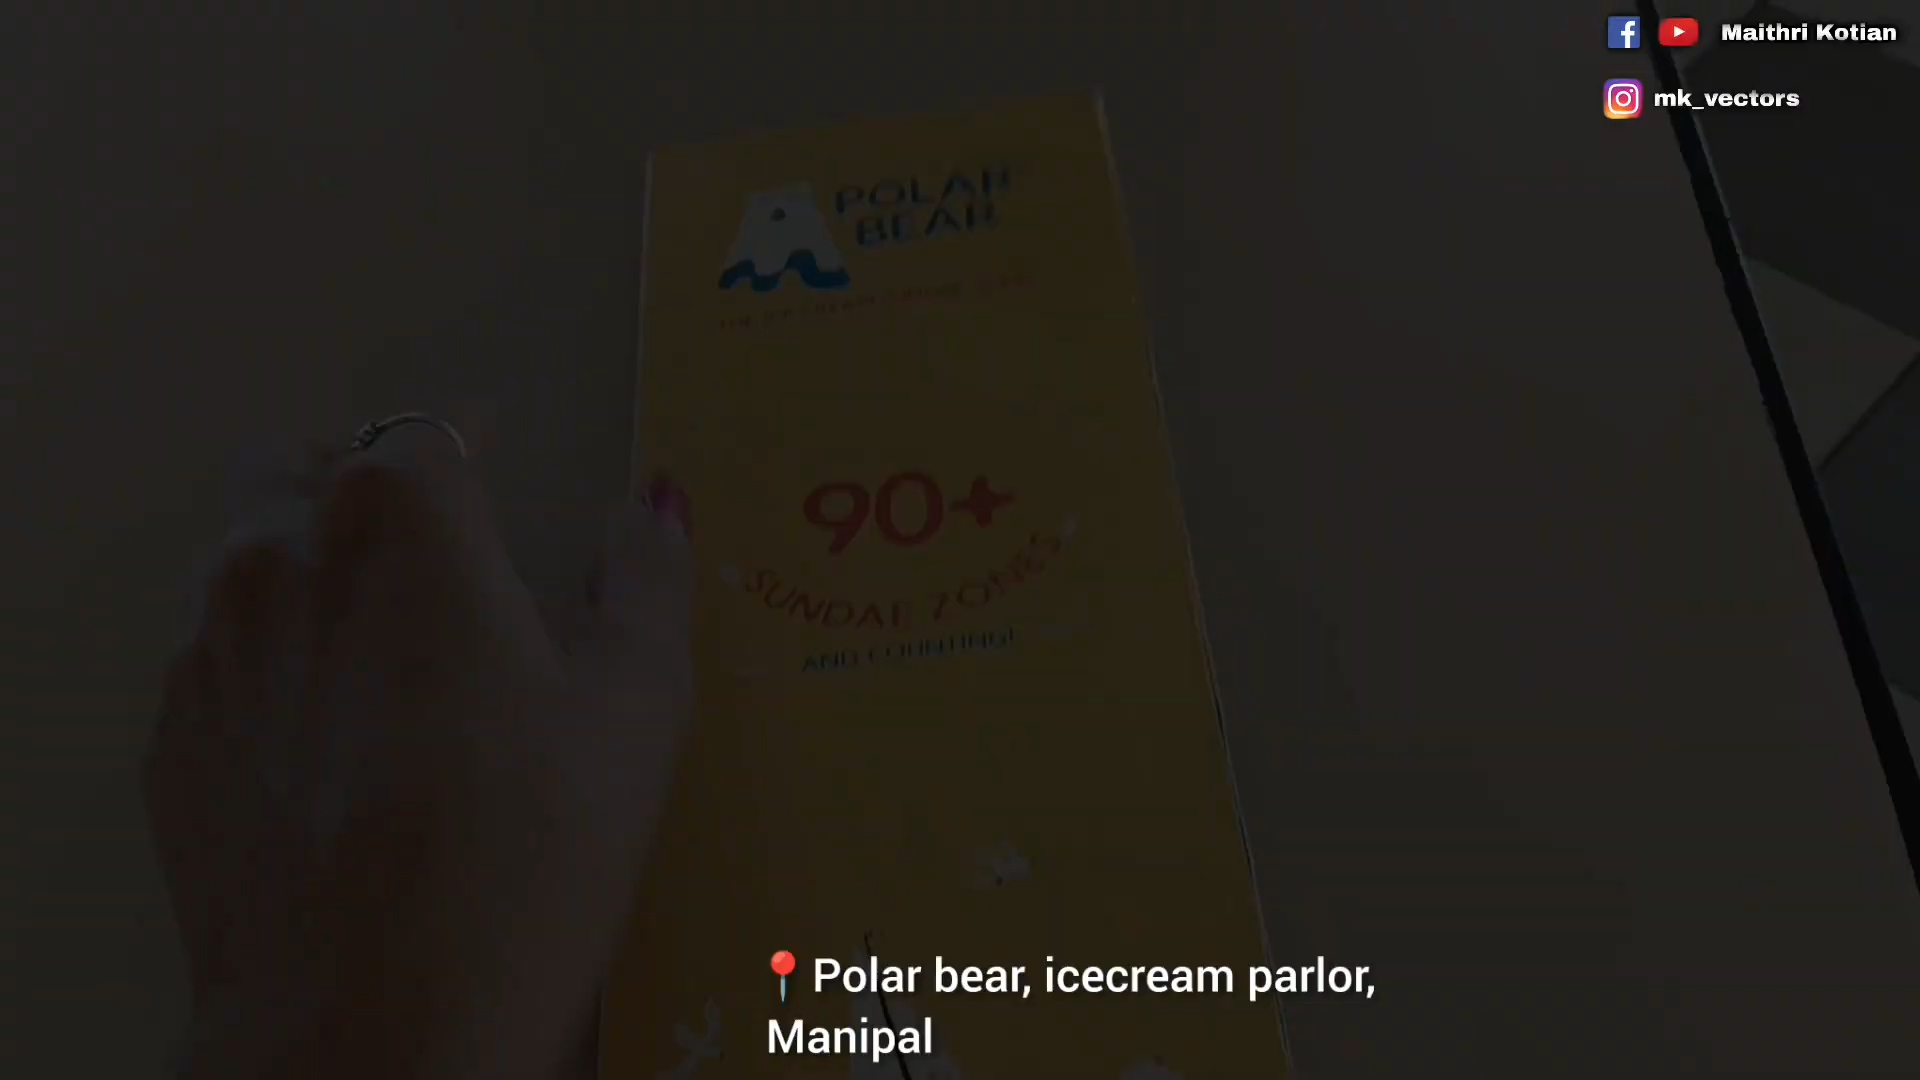 Maithri Kotian
mk_vectors
POLAR
BEAR
90+
SUNDAE ZONES
AND COUNTING!
📍Polar bear, icecream parlor,
Manipal